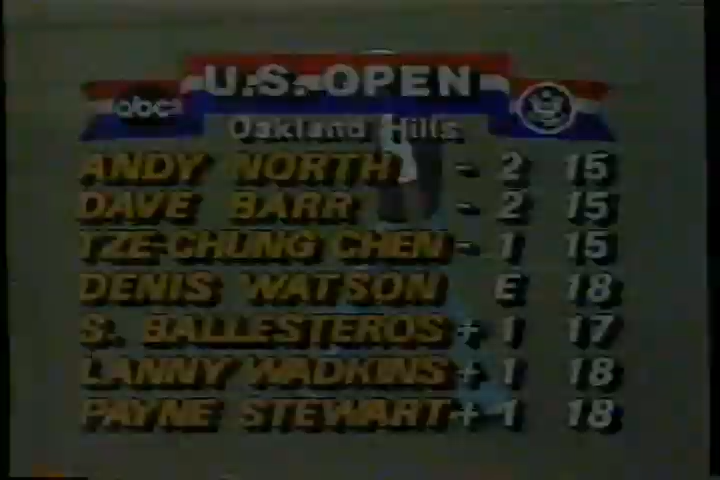 U.S. OPEN
abc
Oakland Hills
ANDY NORTH - 2 15
DAVE BARR - 2 15
TZE-CHUNG CHEN - 1 15
DENIS WATSON E 18
S. BALLESTEROS + 1 17
LANNY WADKINS + 1 18
PAYNE STEWART + 1 18